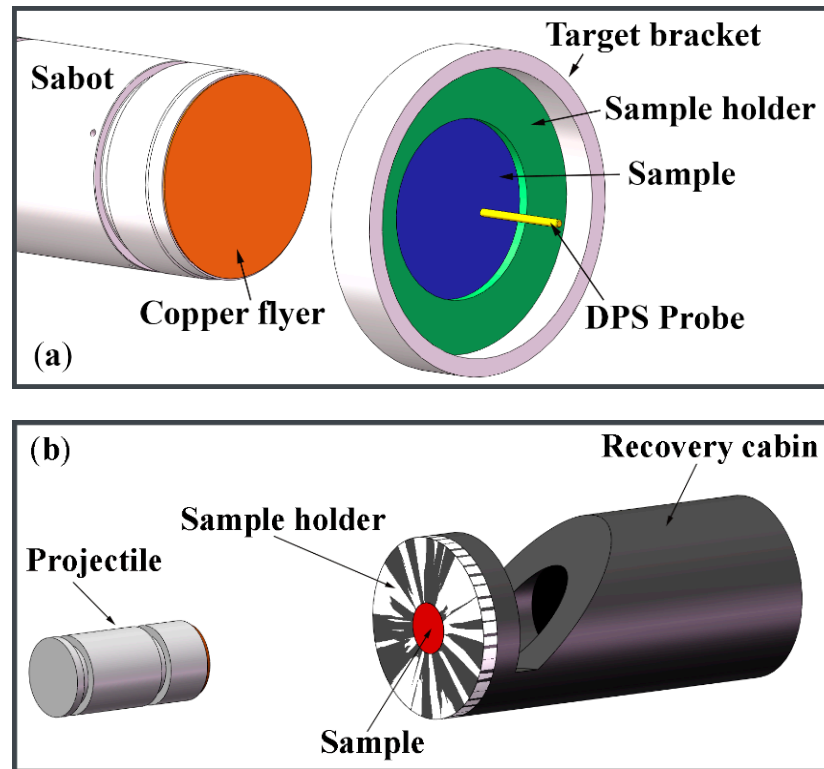 Target bracket
Sabot
Sample holder
Sample
Copper flyer
DPS Probe
(a)
(b)
Recovery cabin
Sample holder
Projectile
Sample